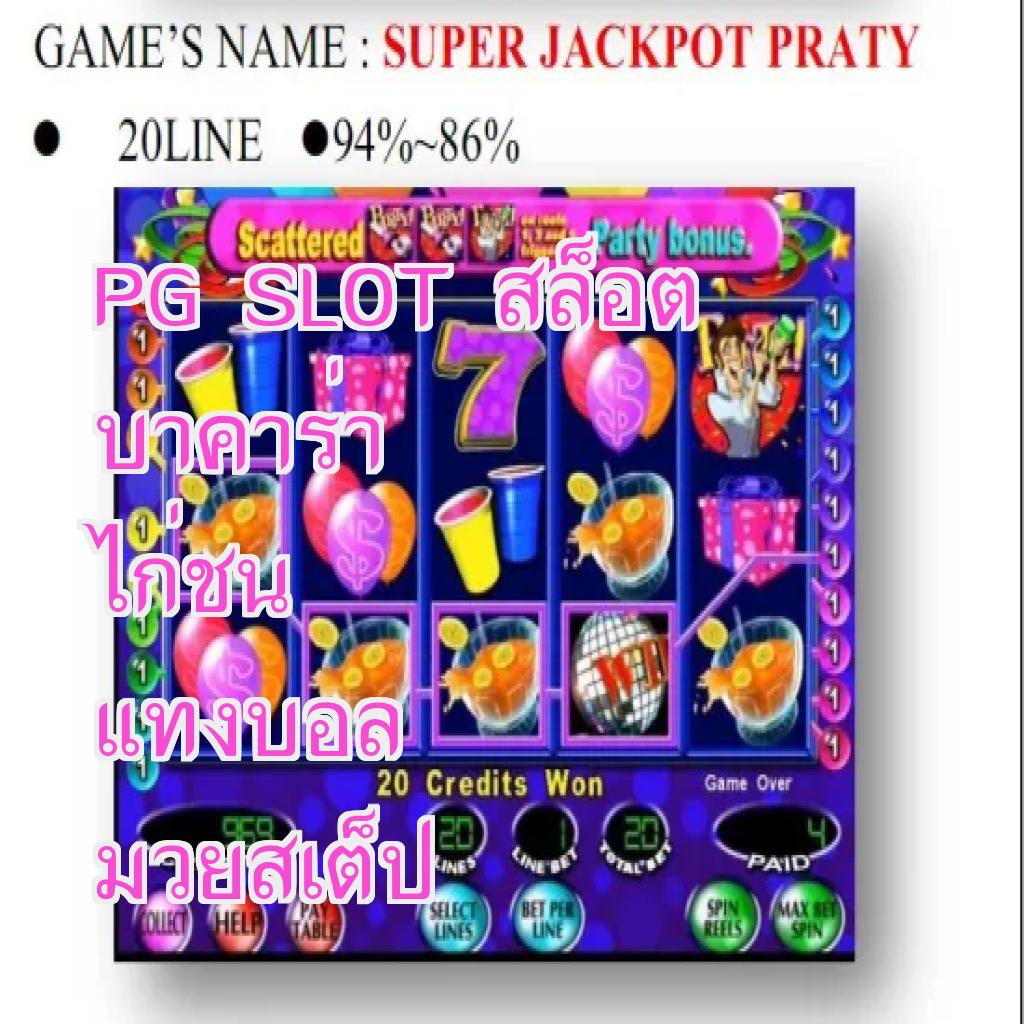 GAME'S NAME : SUPER JACKPOT PRATY
● 20LINE ●94%~86%
Scattered Party bonus.
PG SLOT สล็อต
บาคาร่า
ไก่ชน
แทงบอล
มวยสเต็ป
20 Credits Won Game Over
969 20 1 20 4
LINES LINE BET TOTAL BET PAID
COLLECT HELP PAY TABLE SELECT LINES BET PER LINE SPIN REELS MAX BET SPIN